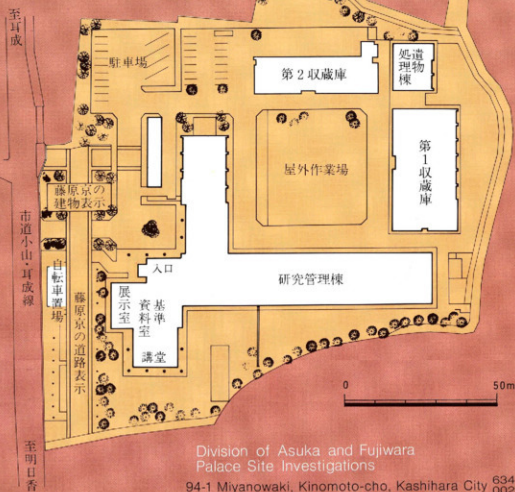 至耳成
駐車場
第2収蔵庫
遺物
処理棟
第1収蔵庫
屋外作業場
藤原京の
建物表示
市道小山・耳成線
自転車置場
藤原京の道路表示
入口
展示室
基準
資料室
講堂
研究管理棟
0 50m
至明日香
Division of Asuka and Fujiwara
Palace Site Investigations
94-1 Miyanowaki, Kinomoto-cho, Kashihara City 634